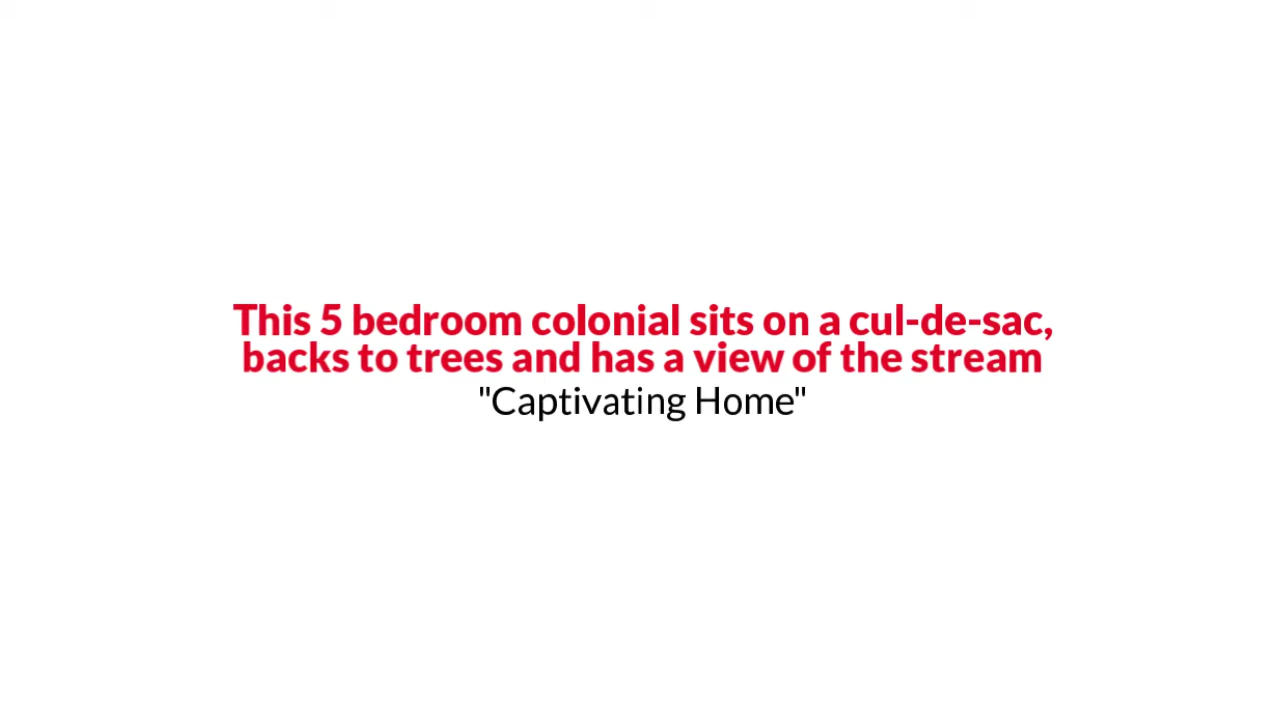 This 5 bedroom colonial sits on a cul-de-sac,
backs to trees and has a view of the stream
"Captivating Home"